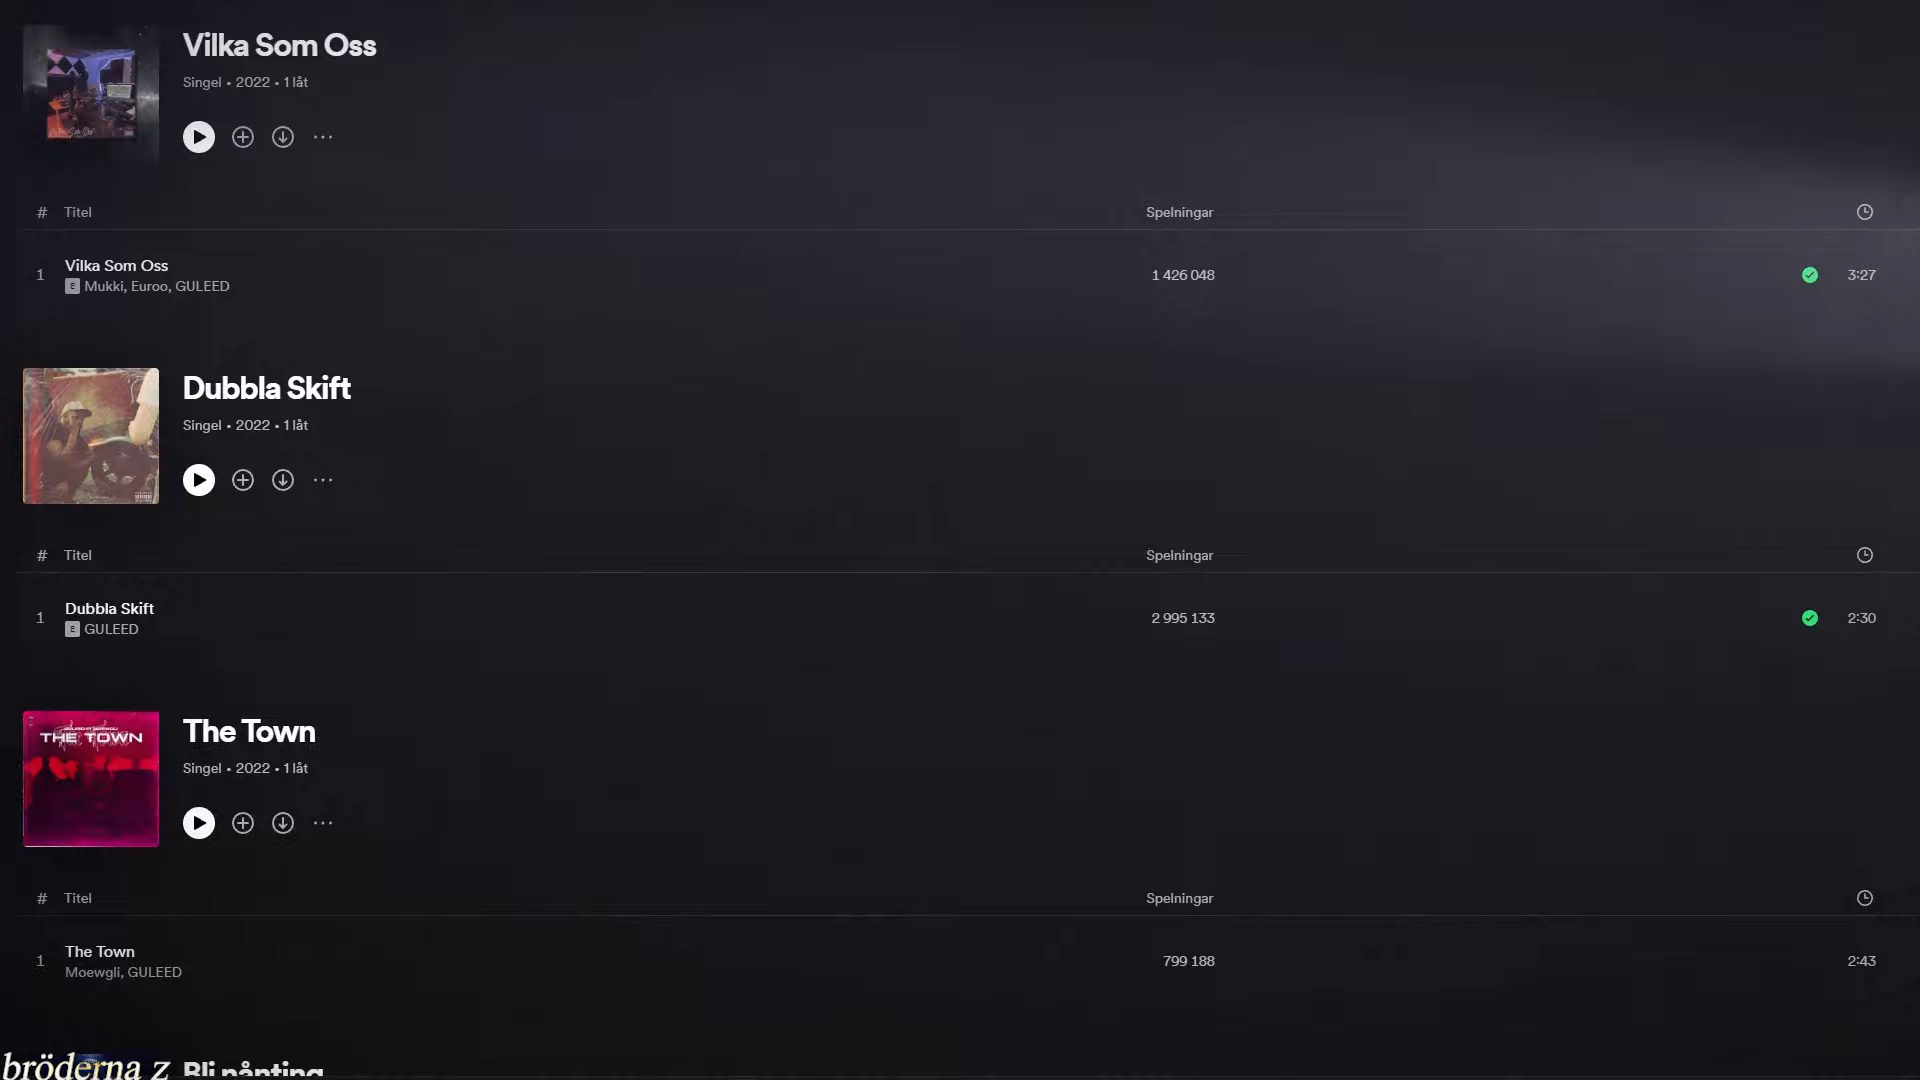 Vilka Som Oss
Singel • 2022 • 1 låt
# Titel Spelningar
1 Vilka Som Oss 1 426 048 3:27
E Mukki, Euroo, GULEED
Dubbla Skift
Singel • 2022 • 1 låt
# Titel Spelningar
1 Dubbla Skift 2 995 133 2:30
E GULEED
THE TOWN
The Town
Singel • 2022 • 1 låt
# Titel Spelningar
1 The Town 799 188 2:43
Moewgli, GULEED
bröderna z Bli nånting